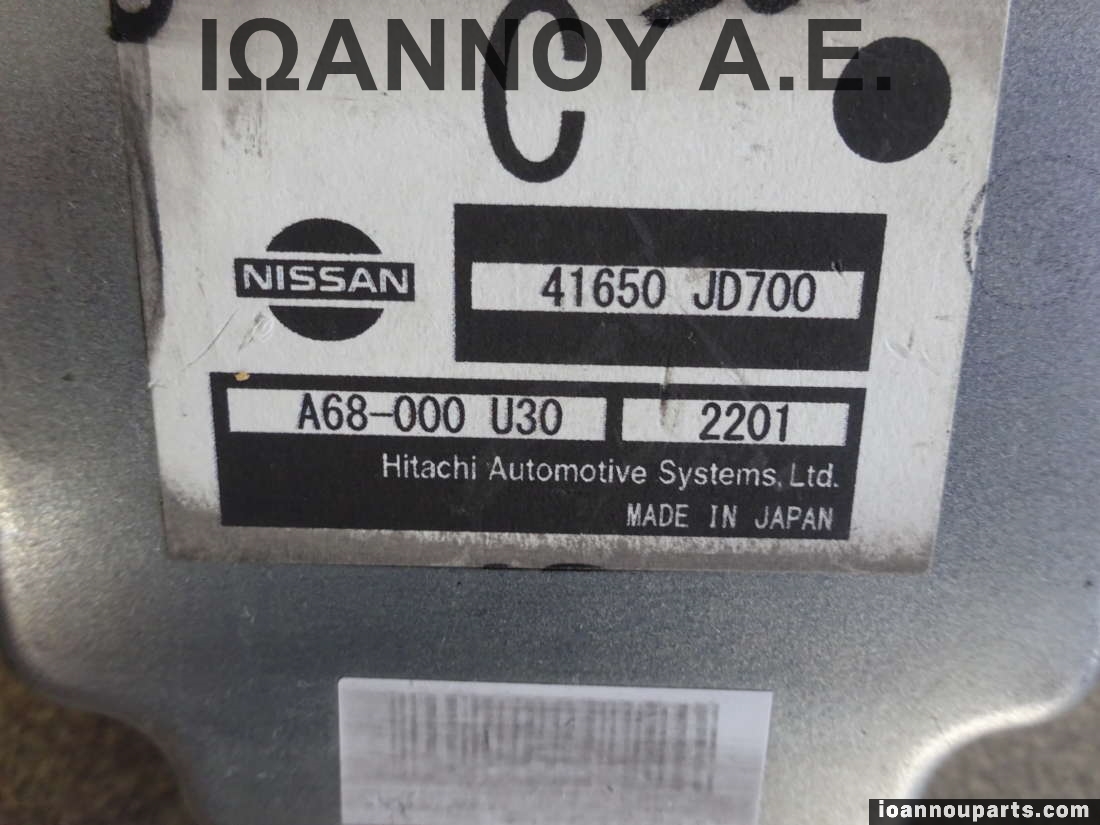 ΙΩΑΝΝΟΥ Α.Ε.
C
NISSAN
41650 JD700
A68-000 U30 2201
Hitachi Automotive Systems, Ltd.
MADE IN JAPAN
ioannouparts.com